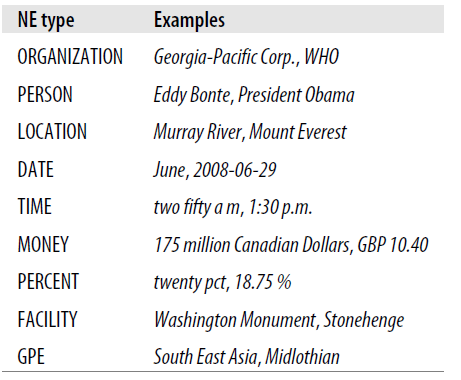 NE type Examples
ORGANIZATION Georgia-Pacific Corp., WHO
PERSON Eddy Bonte, President Obama
LOCATION Murray River, Mount Everest
DATE June, 2008-06-29
TIME two fifty a m, 1:30 p.m.
MONEY 175 million Canadian Dollars, GBP 10.40
PERCENT twenty pct, 18.75 %
FACILITY Washington Monument, Stonehenge
GPE South East Asia, Midlothian